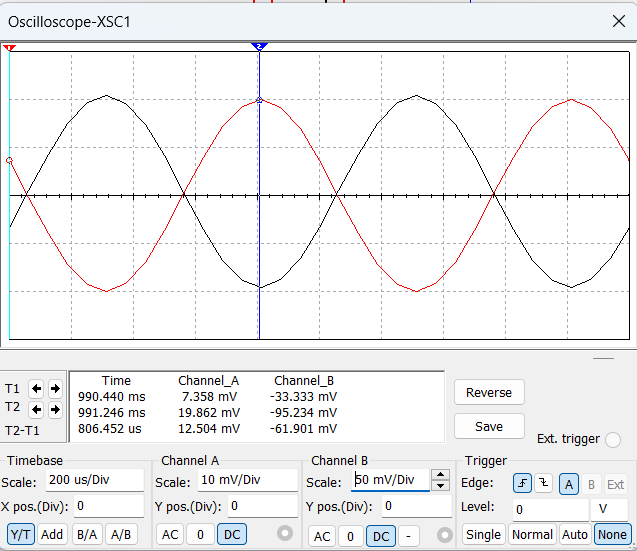 Oscilloscope-XSC1
1
2
Time Channel_A Channel_B
T1 990.440 ms 7.358 mV -33.333 mV
T2 991.246 ms 19.862 mV -95.234 mV
T2-T1 806.452 us 12.504 mV -61.901 mV
Reverse
Save
Ext. trigger
Timebase
Scale: 200 us/Div
X pos.(Div): 0
Y/T Add B/A A/B
Channel A
Scale: 10 mV/Div
Y pos.(Div): 0
AC 0 DC
Channel B
Scale: 50 mV/Div
Y pos.(Div): 0
AC 0 DC -
Trigger
Edge: A B Ext
Level: 0 V
Single Normal Auto None